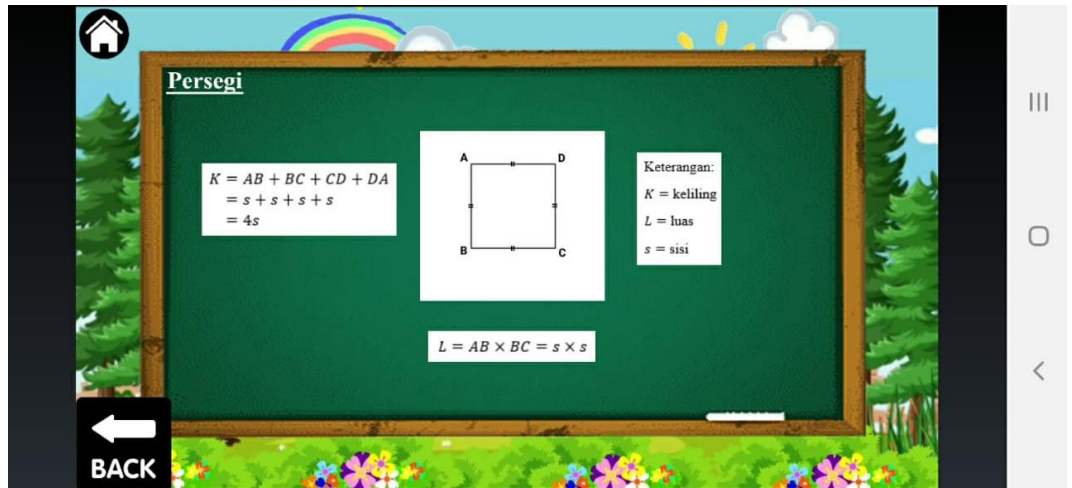 Persegi
K = AB + BC + CD + DA
= s + s + s + s
= 4s
A
D
B
C
Keterangan:
K = keliling
L = luas
s = sisi
L = AB × BC = s × s
BACK